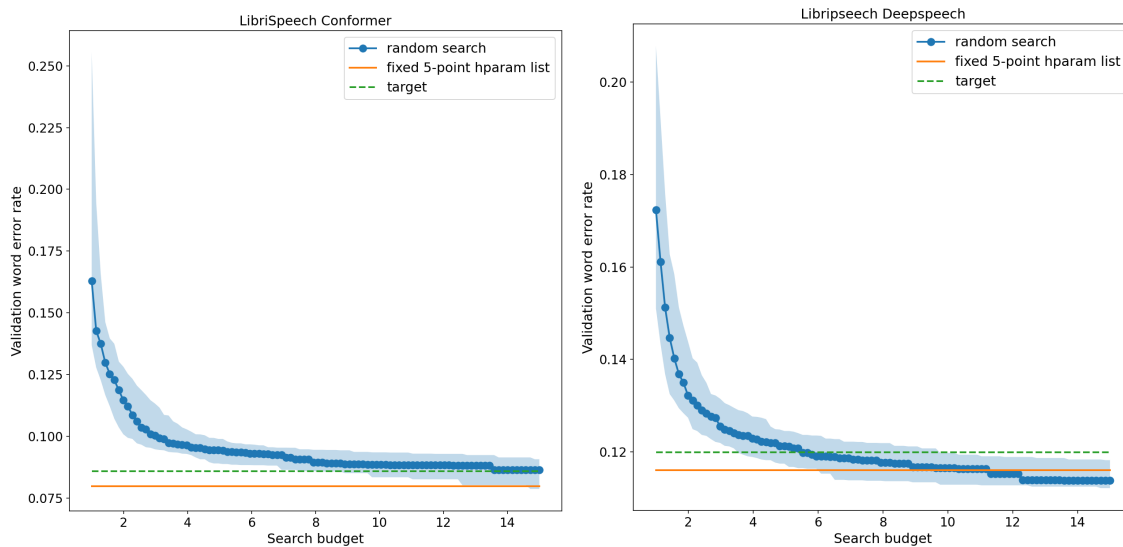 LibriSpeech Conformer
random search
fixed 5-point hparam list
target
0.250
0.225
0.200
0.175
0.150
0.125
0.100
0.075
Validation word error rate
2 4 6 8 10 12 14
Search budget
Libripseech Deepspeech
random search
fixed 5-point hparam list
target
0.20
0.18
0.16
0.14
0.12
Validation word error rate
2 4 6 8 10 12 14
Search budget